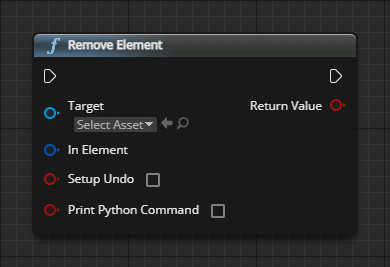 f Remove Element
Target
Select Asset
Return Value
In Element
Setup Undo
Print Python Command